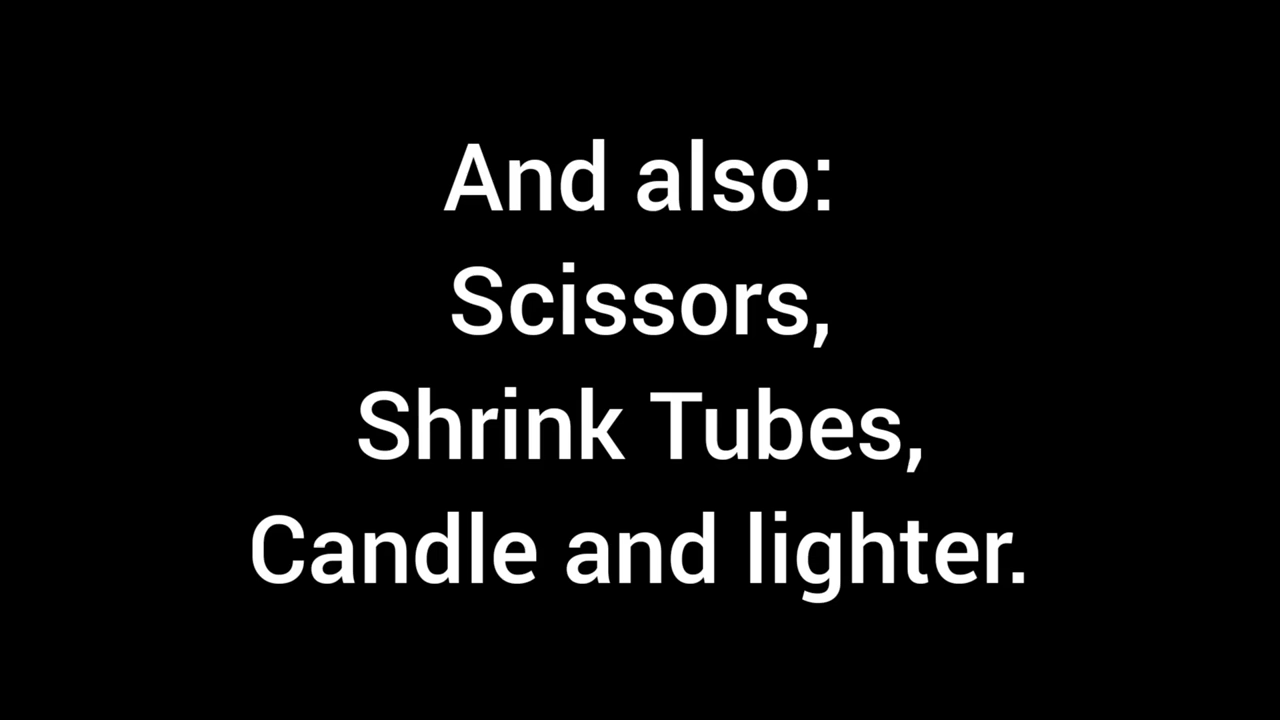 And also:
Scissors,
Shrink Tubes,
Candle and lighter.